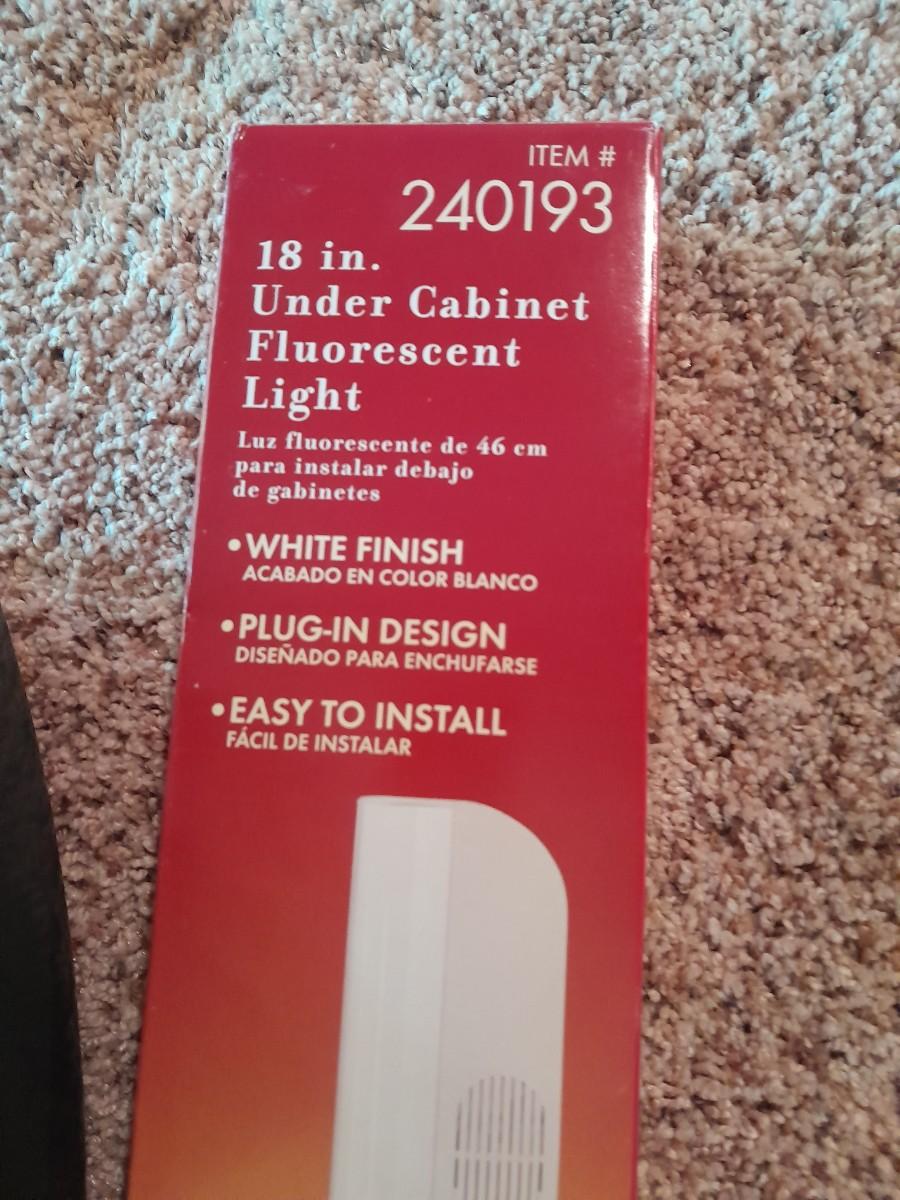 ITEM #
240193
18 in.
Under Cabinet
Fluorescent
Light
Luz fluorescente de 46 cm
para instalar debajo
de gabinetes
•WHITE FINISH
ACABADO EN COLOR BLANCO
•PLUG-IN DESIGN
DISEÑADO PARA ENCHUFARSE
•EASY TO INSTALL
FÁCIL DE INSTALAR